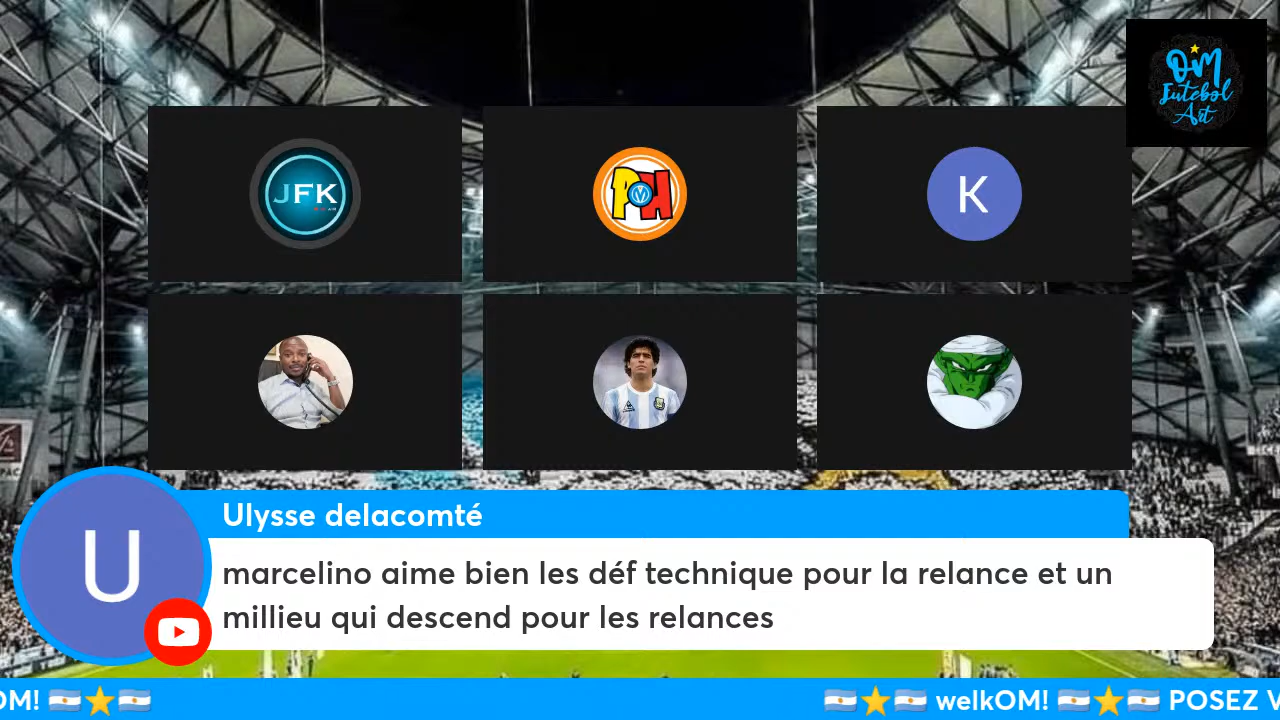 OM
Futebol
Art
JFK
PH
K
U
Ulysse delacomté
marcelino aime bien les déf technique pour la relance et un
millieu qui descend pour les relances
OM! 🇦🇷⭐🇦🇷 🇦🇷⭐🇦🇷 welkOM! 🇦🇷⭐🇦🇷 POSEZ V